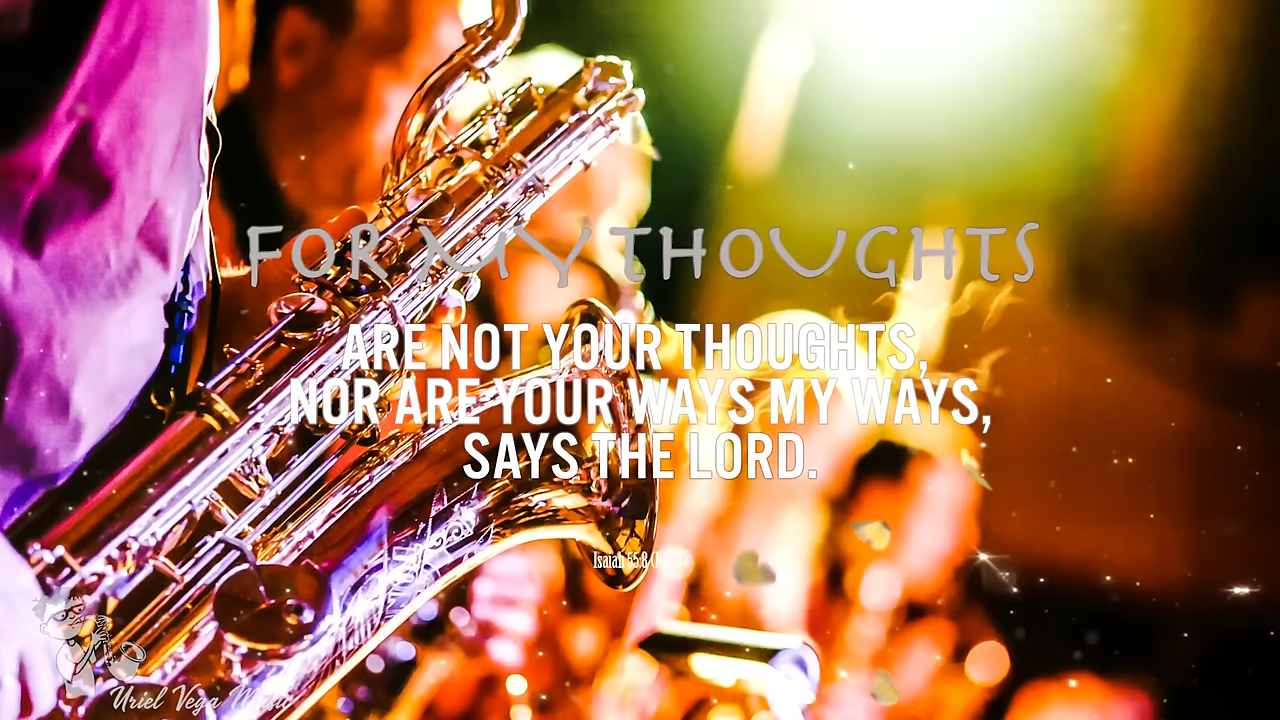 FOR MY THOUGHTS
ARE NOT YOUR THOUGHTS,
NOR ARE YOUR WAYS MY WAYS,
SAYS THE LORD.
Isaiah 55:8
Uriel Vega Music